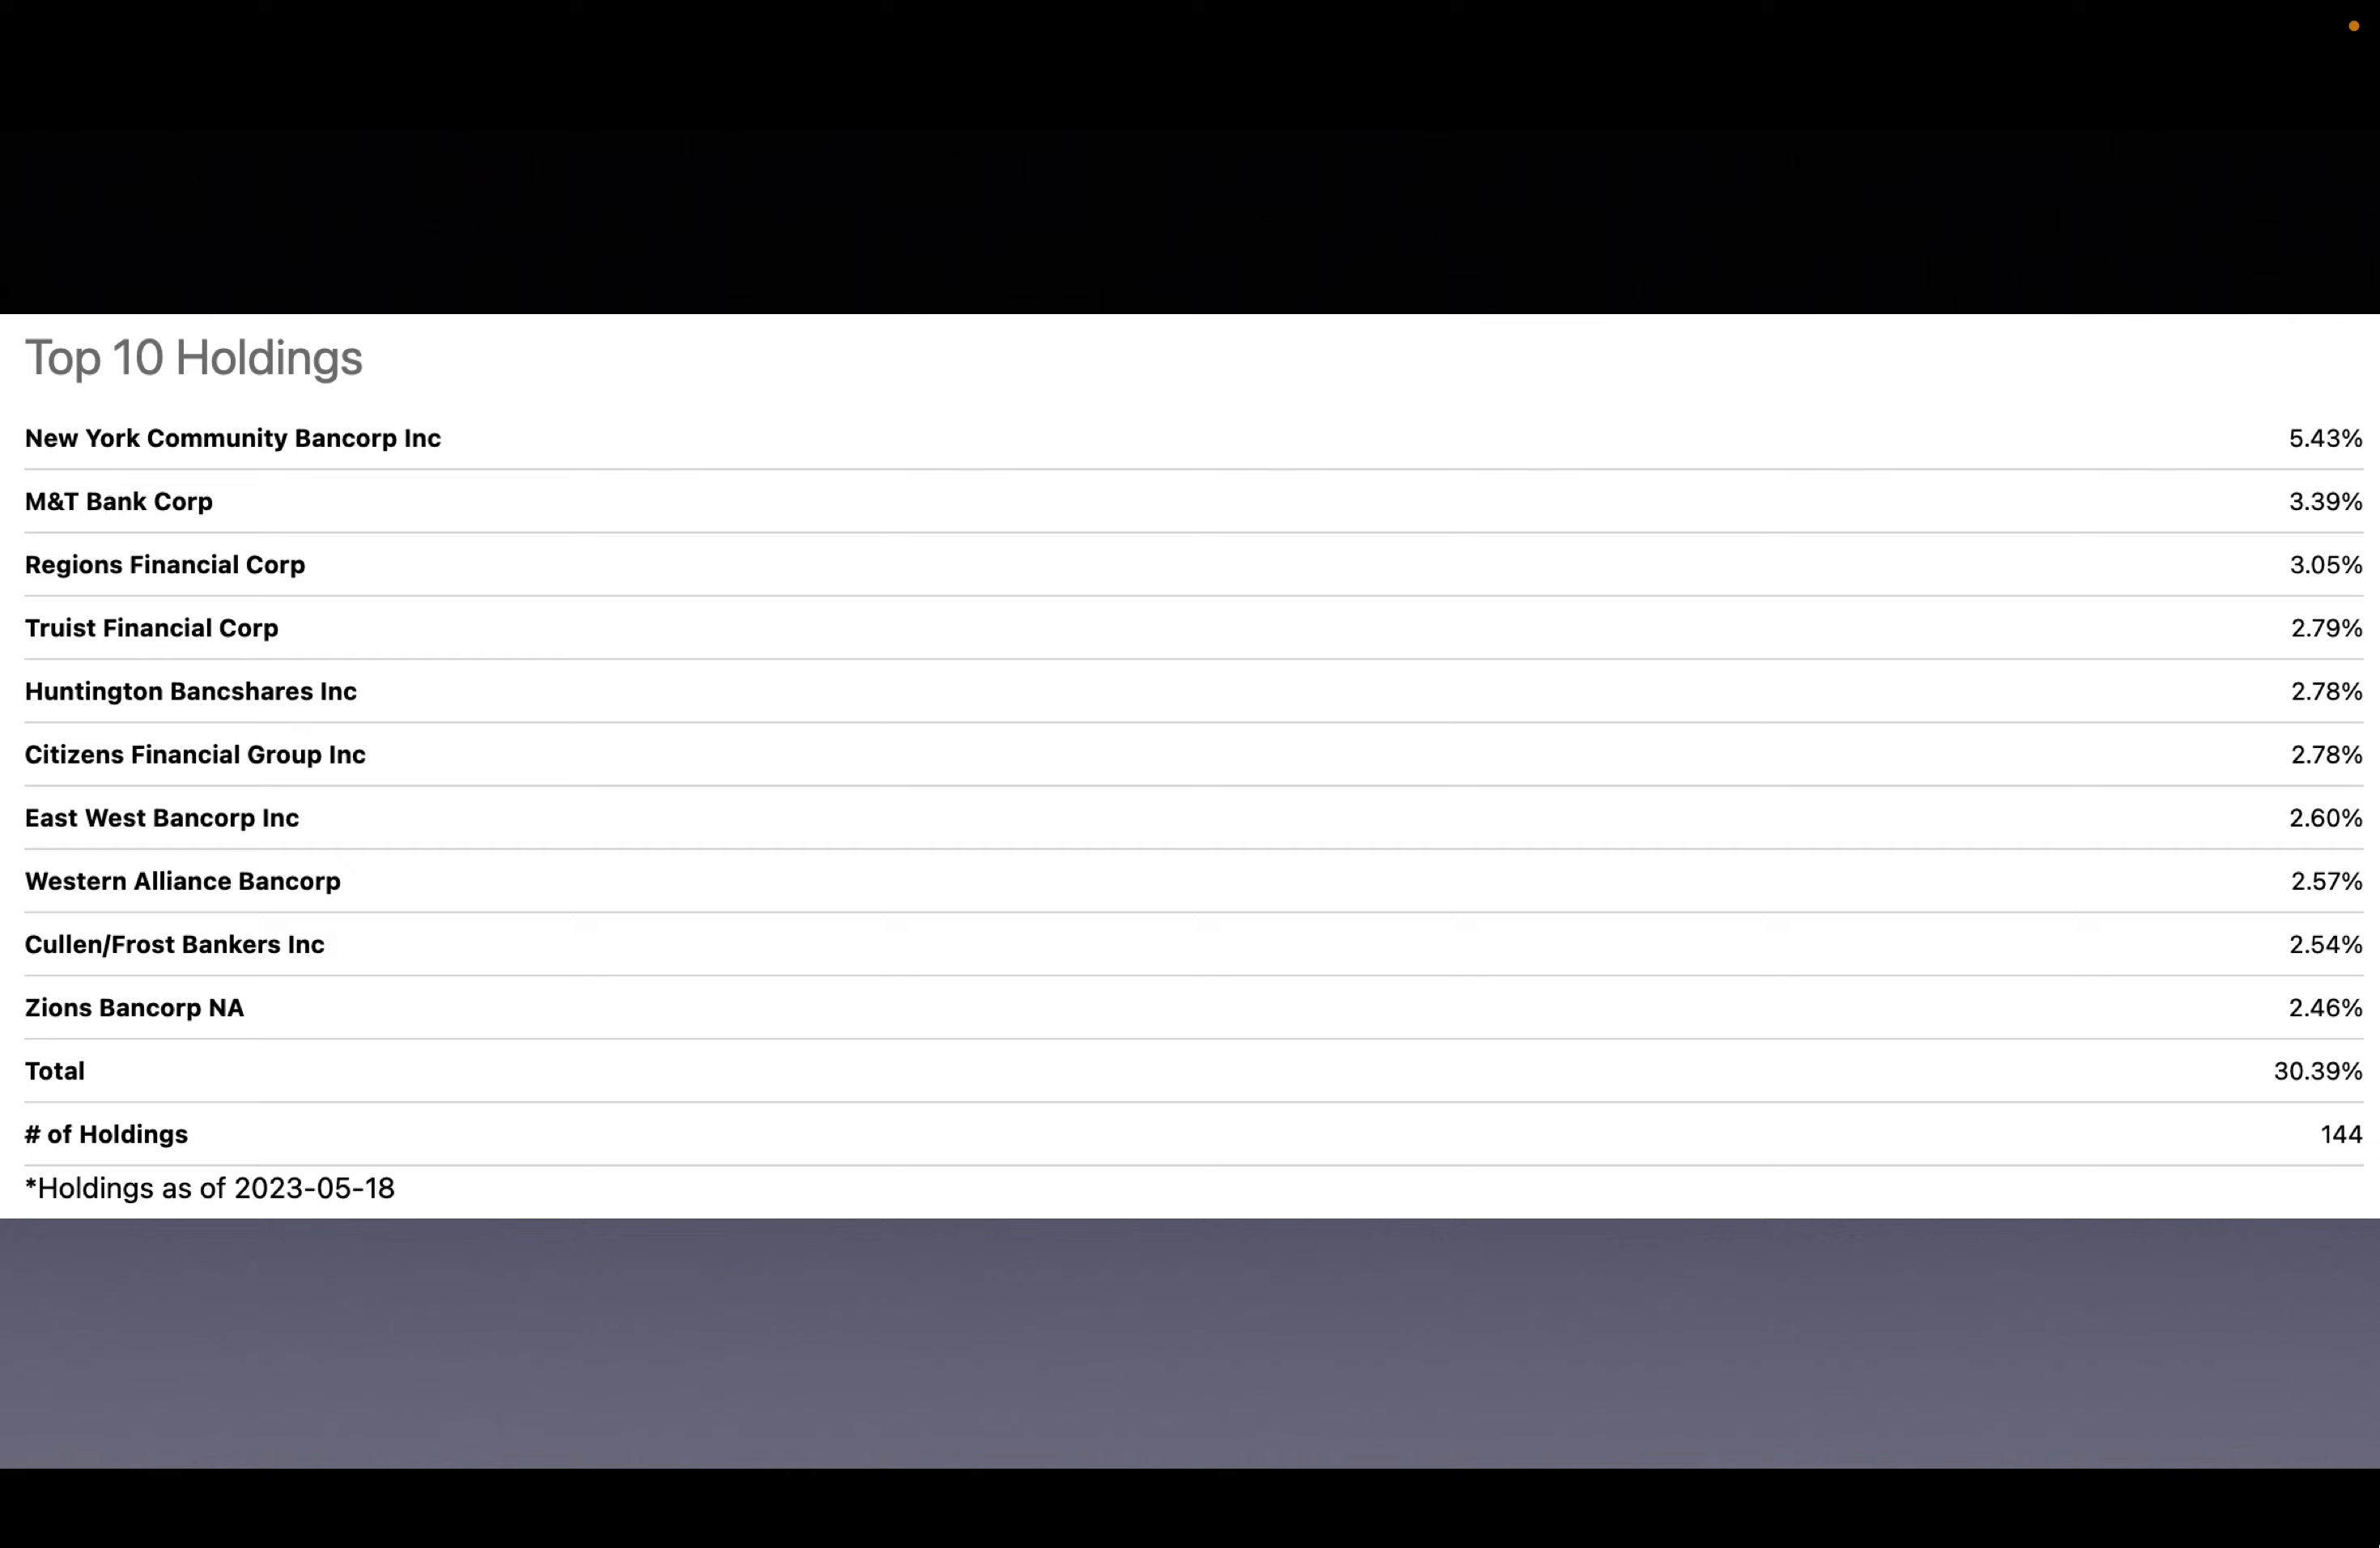 Top 10 Holdings
New York Community Bancorp Inc 5.43%
M&T Bank Corp 3.39%
Regions Financial Corp 3.05%
Truist Financial Corp 2.79%
Huntington Bancshares Inc 2.78%
Citizens Financial Group Inc 2.78%
East West Bancorp Inc 2.60%
Western Alliance Bancorp 2.57%
Cullen/Frost Bankers Inc 2.54%
Zions Bancorp NA 2.46%
Total 30.39%
# of Holdings 144
*Holdings as of 2023-05-18